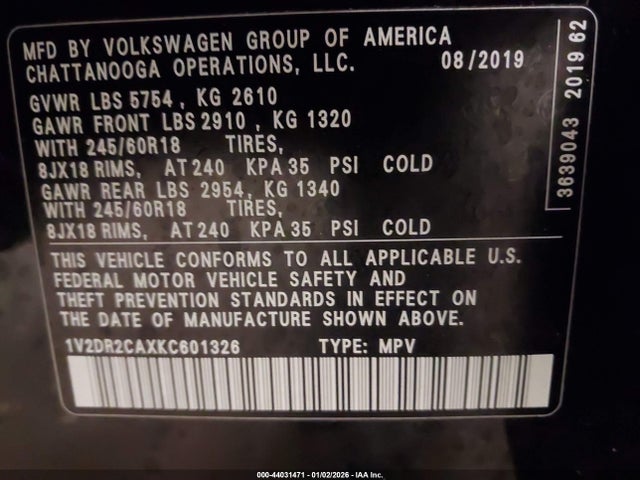 MFD BY VOLKSWAGEN GROUP OF AMERICA
CHATTANOOGA OPERATIONS, LLC. 08/2019
GVWR LBS 5754 , KG 2610
GAWR FRONT LBS 2910 , KG 1320
WITH 245/60R18 TIRES,
8JX18 RIMS, AT 240 KPA 35 PSI COLD
GAWR REAR LBS 2954 , KG 1340
WITH 245/60R18 TIRES,
8JX18 RIMS, AT 240 KPA 35 PSI COLD
THIS VEHICLE CONFORMS TO ALL APPLICABLE U.S.
FEDERAL MOTOR VEHICLE SAFETY AND
THEFT PREVENTION STANDARDS IN EFFECT ON
THE DATE OF MANUFACTURE SHOWN ABOVE.
1V2DR2CAXKC601326 TYPE: MPV
3639043 2019 62
000-44031471 - 01/02/2026 - IAA Inc.